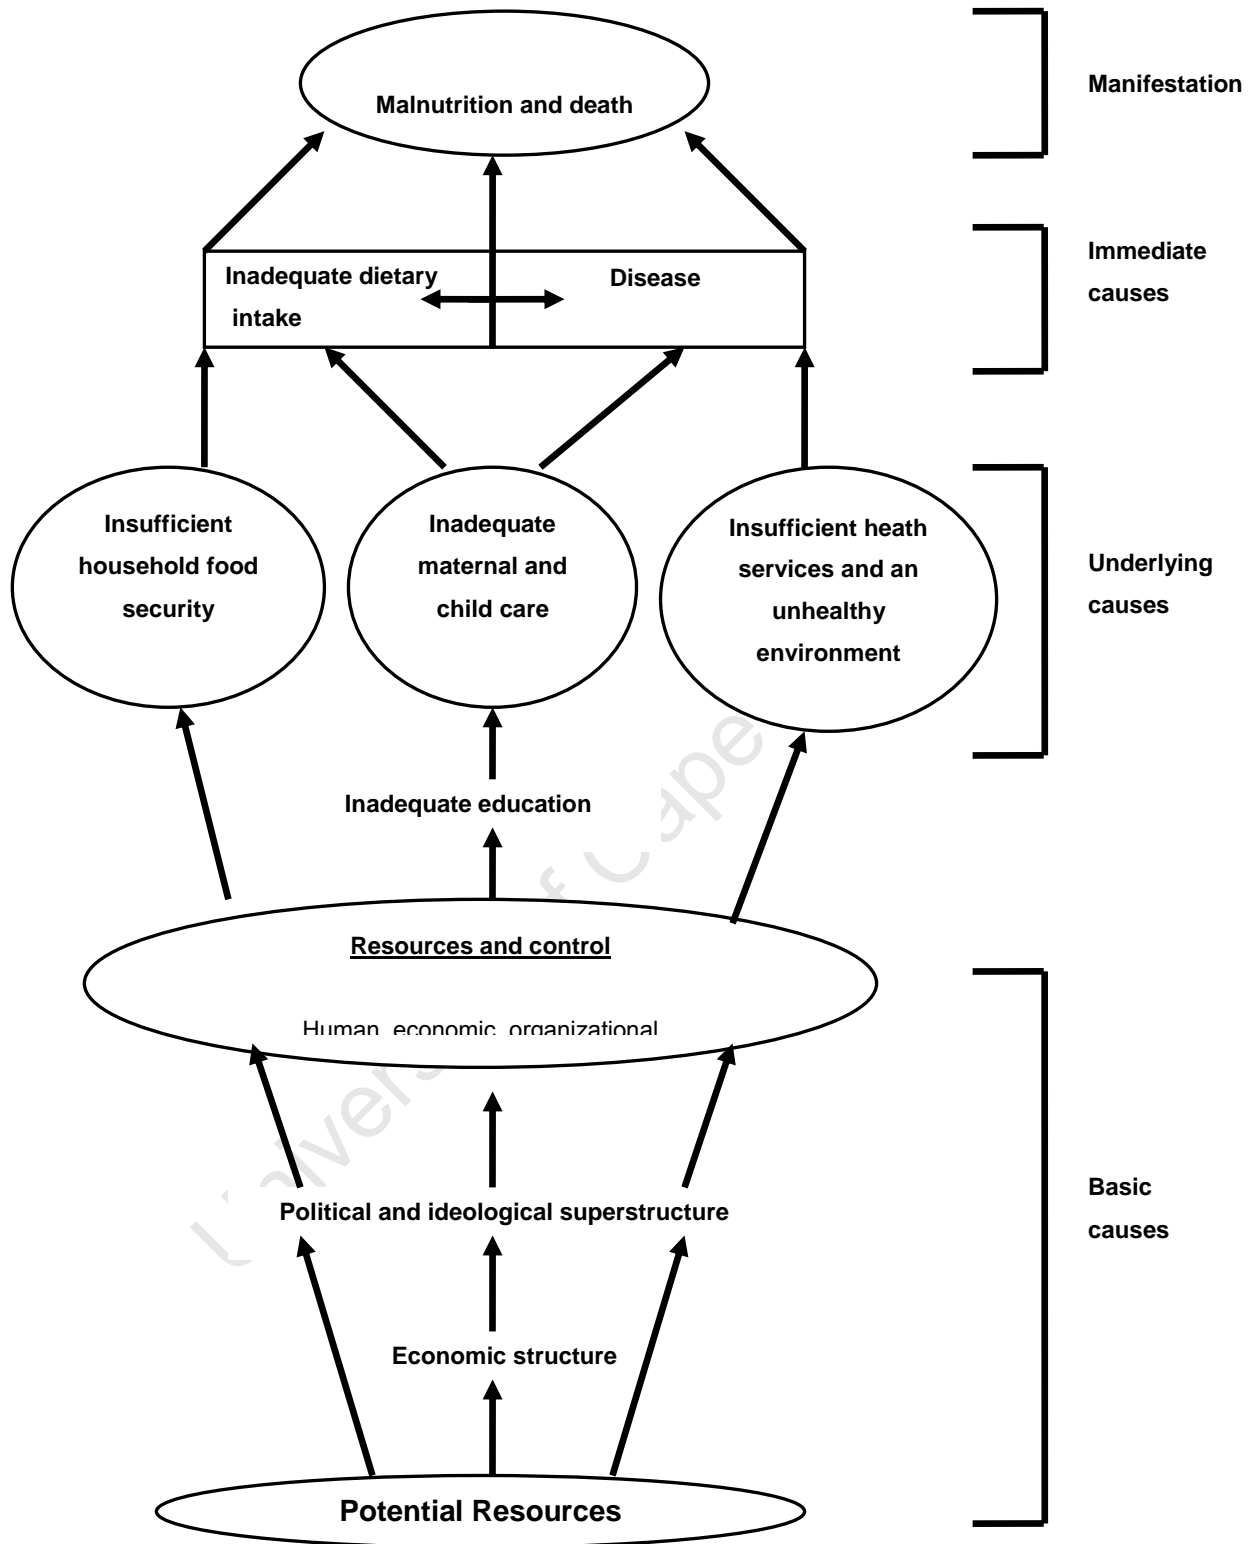 Malnutrition and death
Manifestation
Inadequate dietary
intake
Disease
Immediate
causes
Insufficient
household food
security
Inadequate
maternal and
child care
Insufficient heath
services and an
unhealthy
environment
Underlying
causes
Inadequate education
Resources and control
Human, economic, organizational
Political and ideological superstructure
Economic structure
Basic
causes
Potential Resources